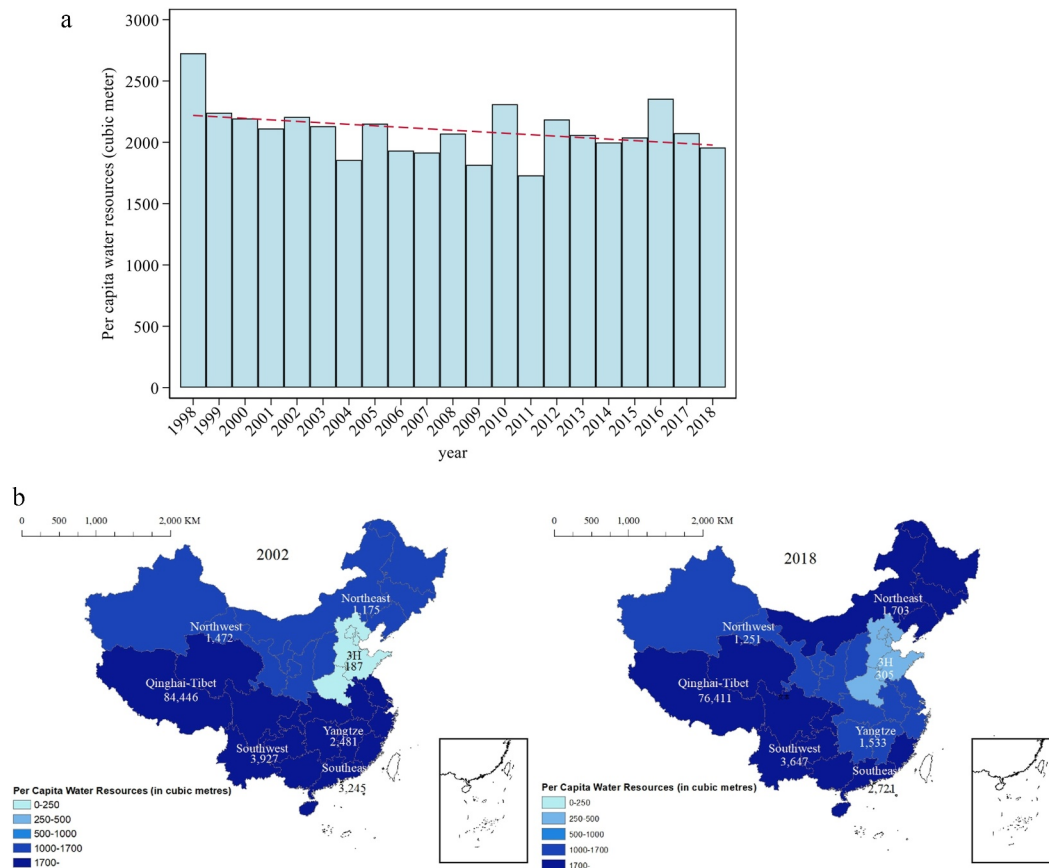 a
Per capita water resources (cubic meter)
3000
2500
2000
1500
1000
500
0
1998 1999 2000 2001 2002 2003 2004 2005 2006 2007 2008 2009 2010 2011 2012 2013 2014 2015 2016 2017 2018
year
b
0 500 1,000 2,000 KM
2002
Northeast
1,175
Northwest
1,472
3H
187
Qinghai-Tibet
84,446
Yangtze
2,481
Southwest
3,927
Southeast
3,245
Per Capita Water Resources (in cubic metres)
0-250
250-500
500-1000
1000-1700
1700-
0 500 1,000 2,000 KM
2018
Northeast
1,703
Northwest
1,251
3H
305
Qinghai-Tibet
76,411
Yangtze
1,533
Southwest
3,647
Southeast
2,721
Per Capita Water Resources (in cubic metres)
0-250
250-500
500-1000
1000-1700
1700-